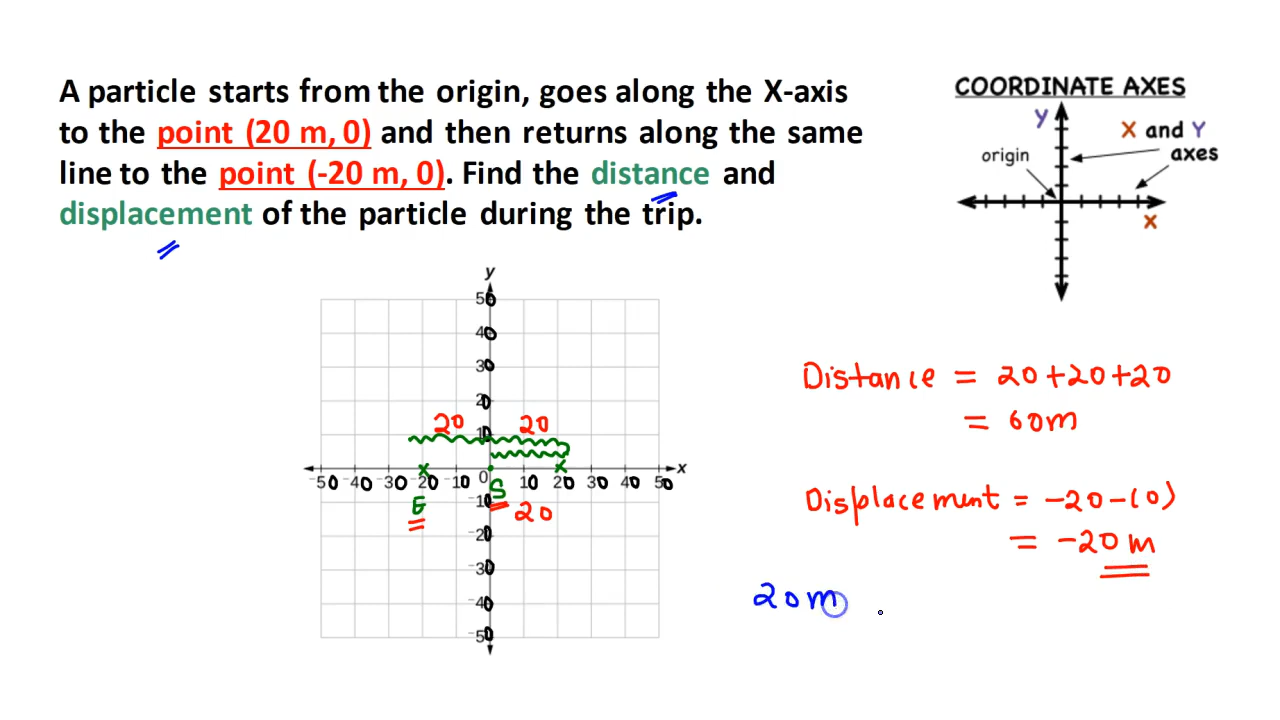 A particle starts from the origin, goes along the X-axis
to the point (20 m, 0) and then returns along the same
line to the point (-20 m, 0). Find the distance and
displacement of the particle during the trip.
COORDINATE AXES
Y
X and Y
axes
origin
X
y
50
40
30
20
10
20 20
x
-50 -40 -30 -20 -10 0 10 20 30 40 50
E
S
20
-10
-20
-30
-40
-50
Distance = 20+20+20
= 60m
Displacement = -20-(0)
= -20m
20m